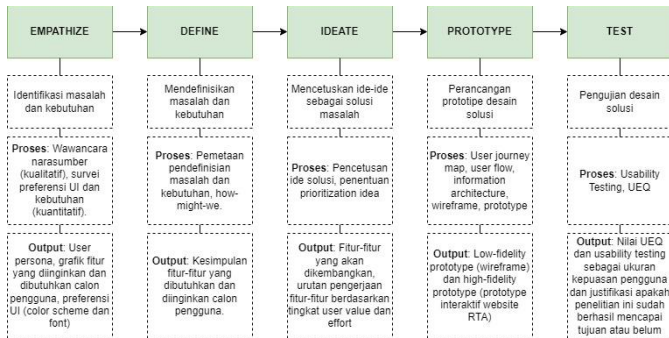 EMPATHIZE
DEFINE
IDEATE
PROTOTYPE
TEST
Identifikasi masalah
dan kebutuhan
Mendefinisikan
masalah dan
kebutuhan
Mencetuskan ide-ide
sebagai solusi
masalah
Perancangan
prototipe desain
solusi
Pengujian desain
solusi
Proses: Wawancara
narasumber
(kualitatif), survei
preferensi UI dan
kebutuhan
(kuantitatif).
Proses: Pemetaan
pendefinisian
masalah dan
kebutuhan, how-
might-we.
Proses: Pencetusan
ide solusi, penentuan
prioritization idea
Proses: User journey
map, user flow,
information
architecture,
wireframe, prototype
Proses: Usability
Testing, UEQ
Output: User
persona, grafik fitur
yang diinginkan dan
dibutuhkan calon
pengguna, preferensi
UI (color scheme dan
font)
Output: Kesimpulan
fitur-fitur yang
dibutuhkan dan
diinginkan calon
pengguna.
Output: Fitur-fitur
yang akan
dikembangkan,
urutan pengerjaan
fitur-fitur berdasarkan
tingkat user value dan
effort
Output: Low-fidelity
prototype (wireframe)
dan high-fidelity
prototype (prototype
interaktif website
RTA)
Output: Nilai UEQ
dan usability testing
sebagai ukuran
kepuasan pengguna
dan justifikasi apakah
penelitian ini sudah
berhasil mencapai
tujuan atau belum